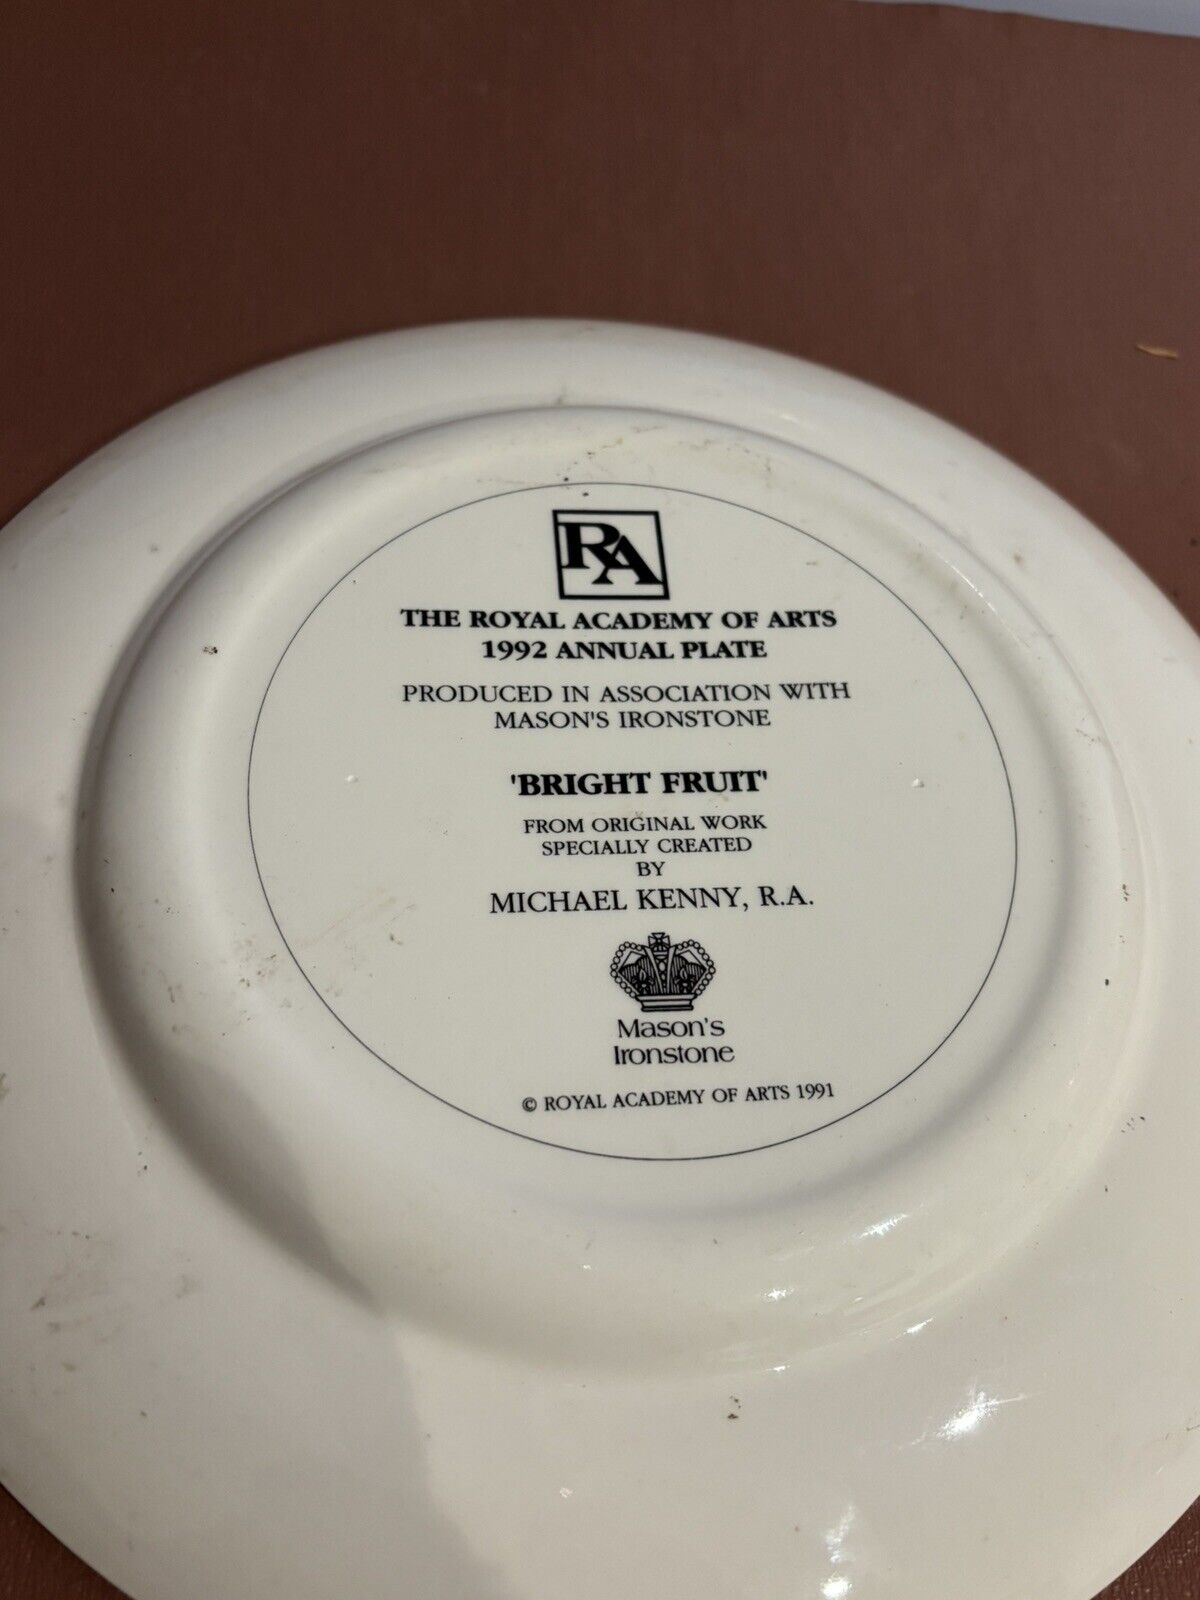 RA
THE ROYAL ACADEMY OF ARTS
1992 ANNUAL PLATE
PRODUCED IN ASSOCIATION WITH
MASON'S IRONSTONE
'BRIGHT FRUIT'
FROM ORIGINAL WORK
SPECIALLY CREATED
BY
MICHAEL KENNY, R.A.
Mason's
Ironstone
© ROYAL ACADEMY OF ARTS 1991